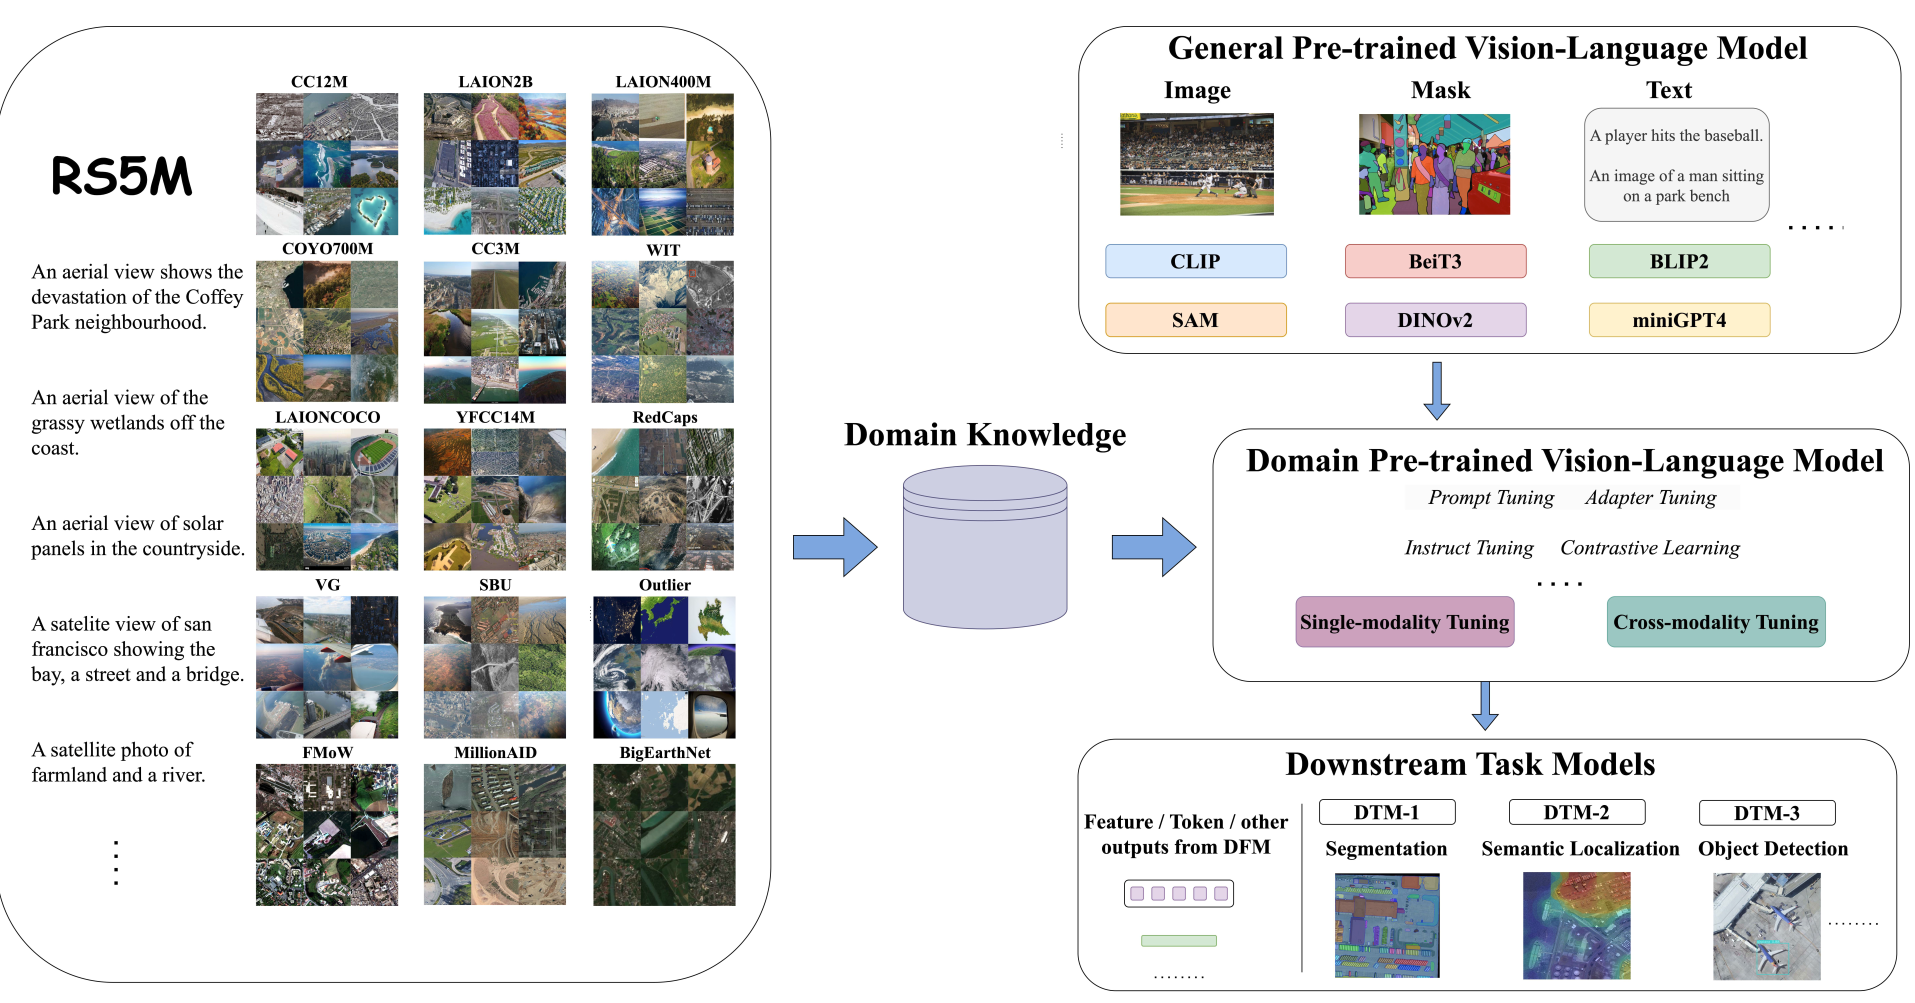 RS5M
An aerial view shows the
devastation of the Coffey
Park neighbourhood.
An aerial view of the
grassy wetlands off the
coast.
An aerial view of solar
panels in the countryside.
A satelite view of san
francisco showing the
bay, a street and a bridge.
A satellite photo of
farmland and a river.
CC12M
LAION2B
LAION400M
COYO700M
CC3M
WIT
LAIONCOCO
YFCC14M
RedCaps
VG
SBU
Outlier
FMoW
MillionAID
BigEarthNet
Domain Knowledge
General Pre-trained Vision-Language Model
Image
Mask
Text
A player hits the baseball.
An image of a man sitting
on a park bench
CLIP
BeiT3
BLIP2
SAM
DINOv2
miniGPT4
Domain Pre-trained Vision-Language Model
Prompt Tuning
Adapter Tuning
Instruct Tuning
Contrastive Learning
Single-modality Tuning
Cross-modality Tuning
Downstream Task Models
Feature / Token / other
outputs from DFM
DTM-1
Segmentation
DTM-2
Semantic Localization
DTM-3
Object Detection